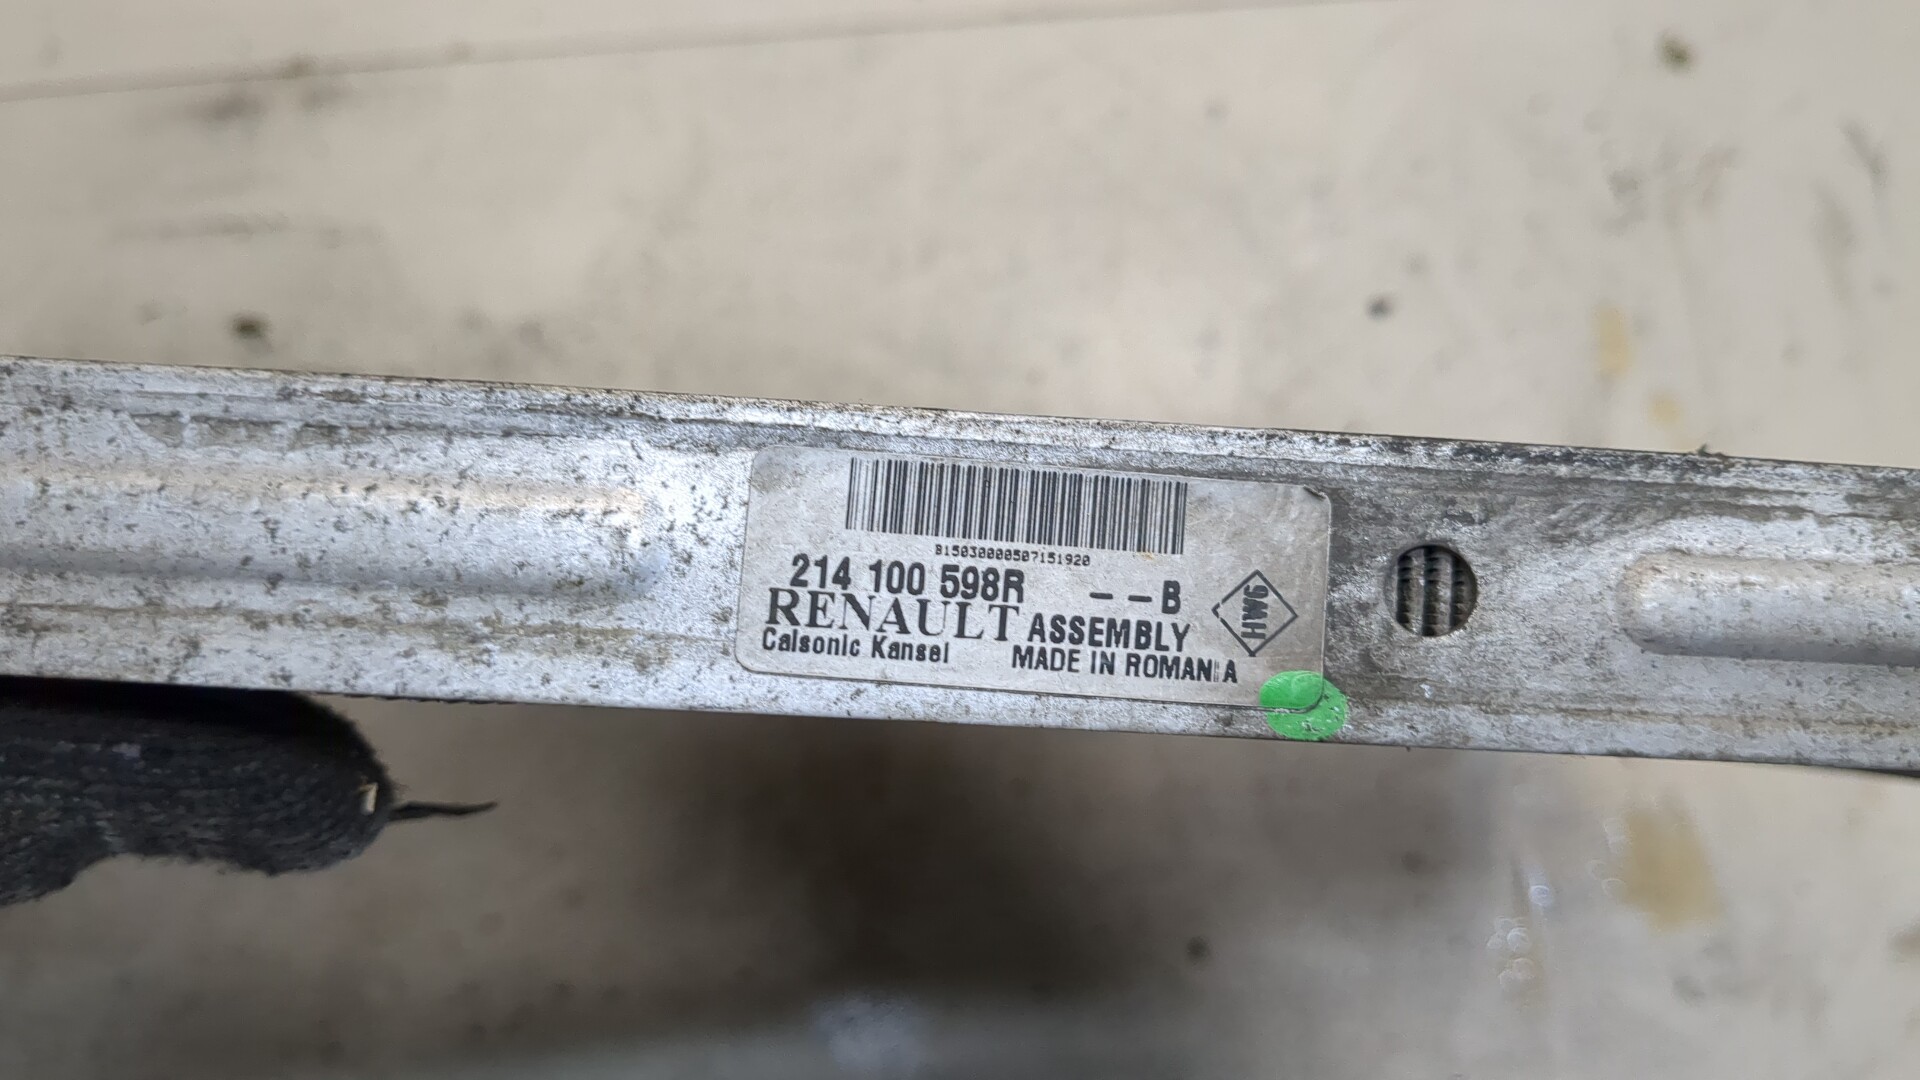 B15030000507151920
214 100 598R --B
RENAULT ASSEMBLY
Calsonic Kansei MADE IN ROMANIA
HW6